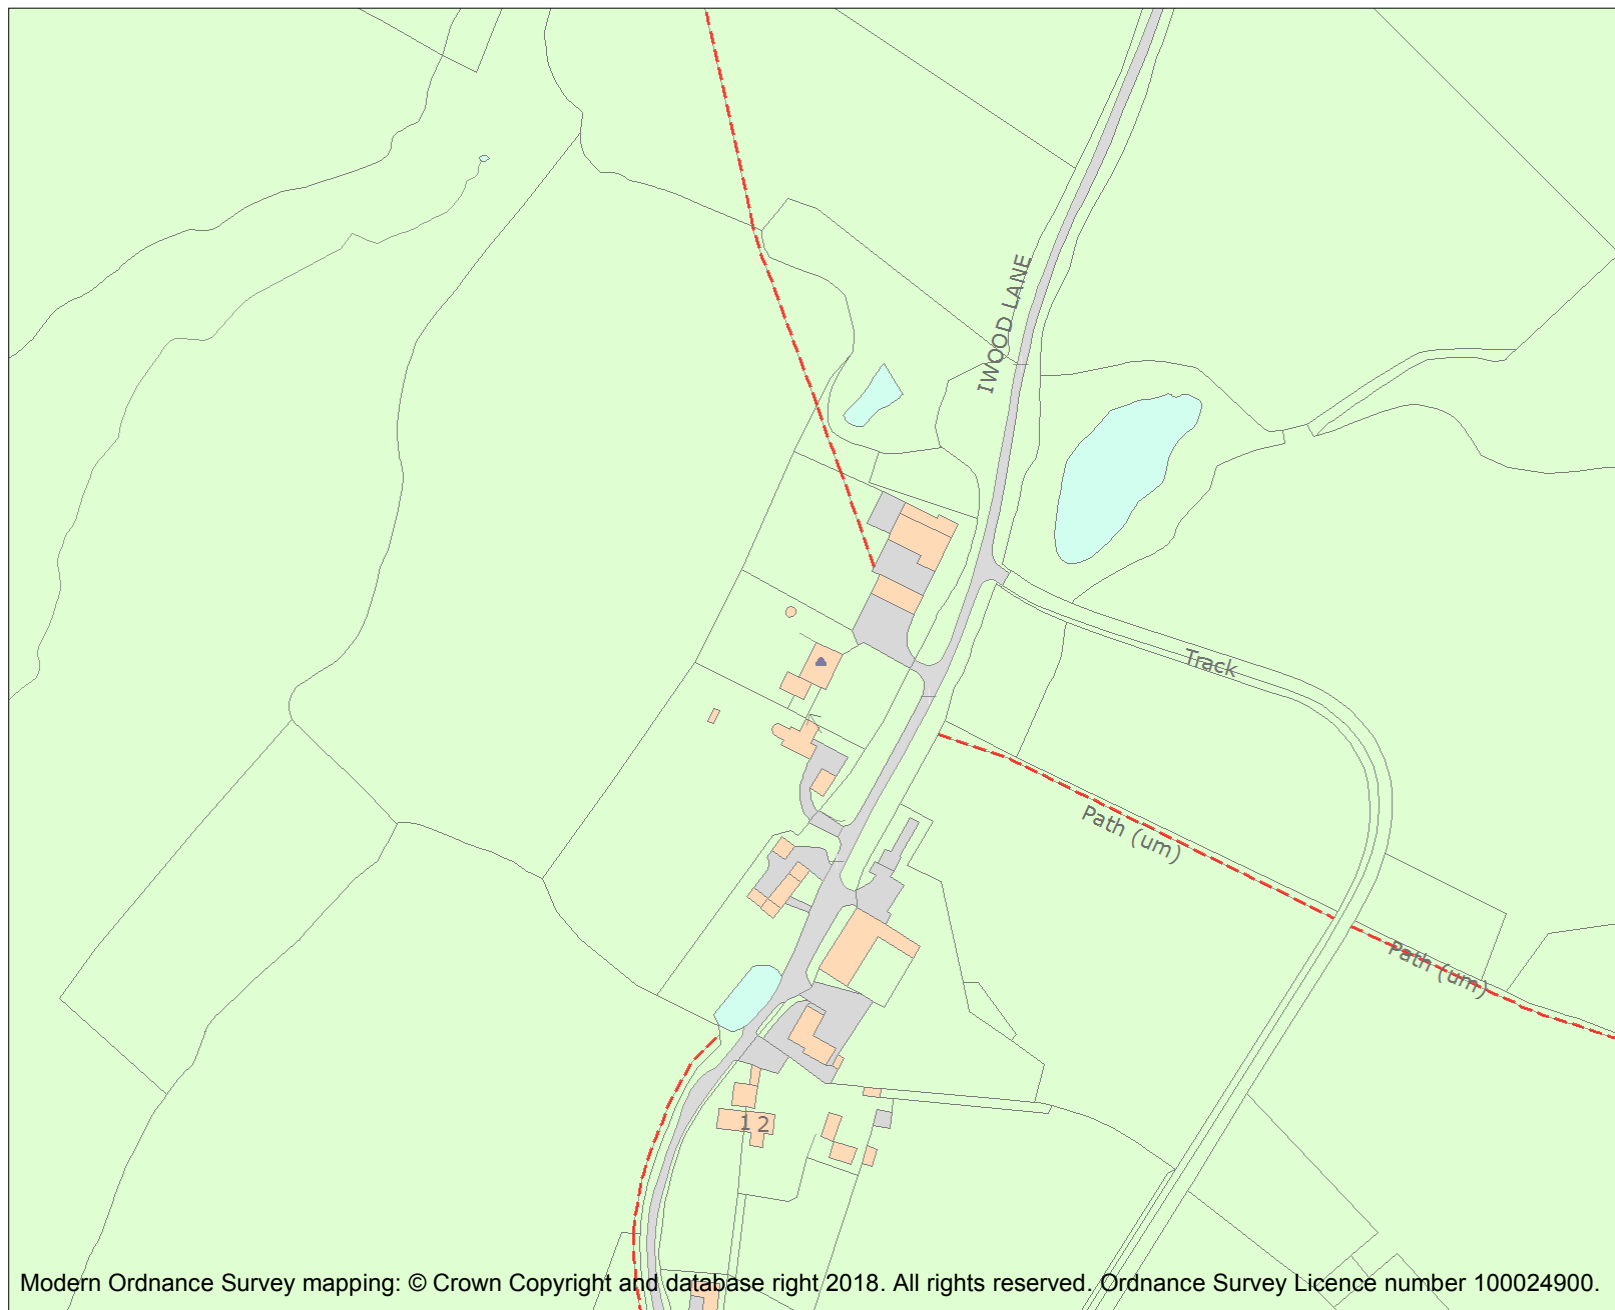 IWOOD LANE
Track
Path (um)
Path (um)
1 2
Modern Ordnance Survey mapping: © Crown Copyright and database right 2018. All rights reserved. Ordnance Survey Licence number 100024900.